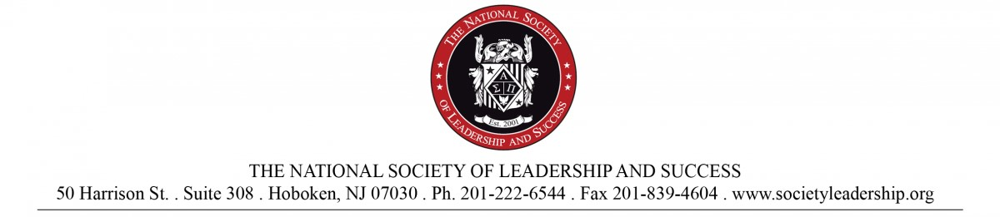 THE NATIONAL SOCIETY
A
Σ Π
Est. 2001
OF LEADERSHIP AND SUCCESS
THE NATIONAL SOCIETY OF LEADERSHIP AND SUCCESS
50 Harrison St. . Suite 308 . Hoboken, NJ 07030 . Ph. 201-222-6544 . Fax 201-839-4604 . www.societyleadership.org